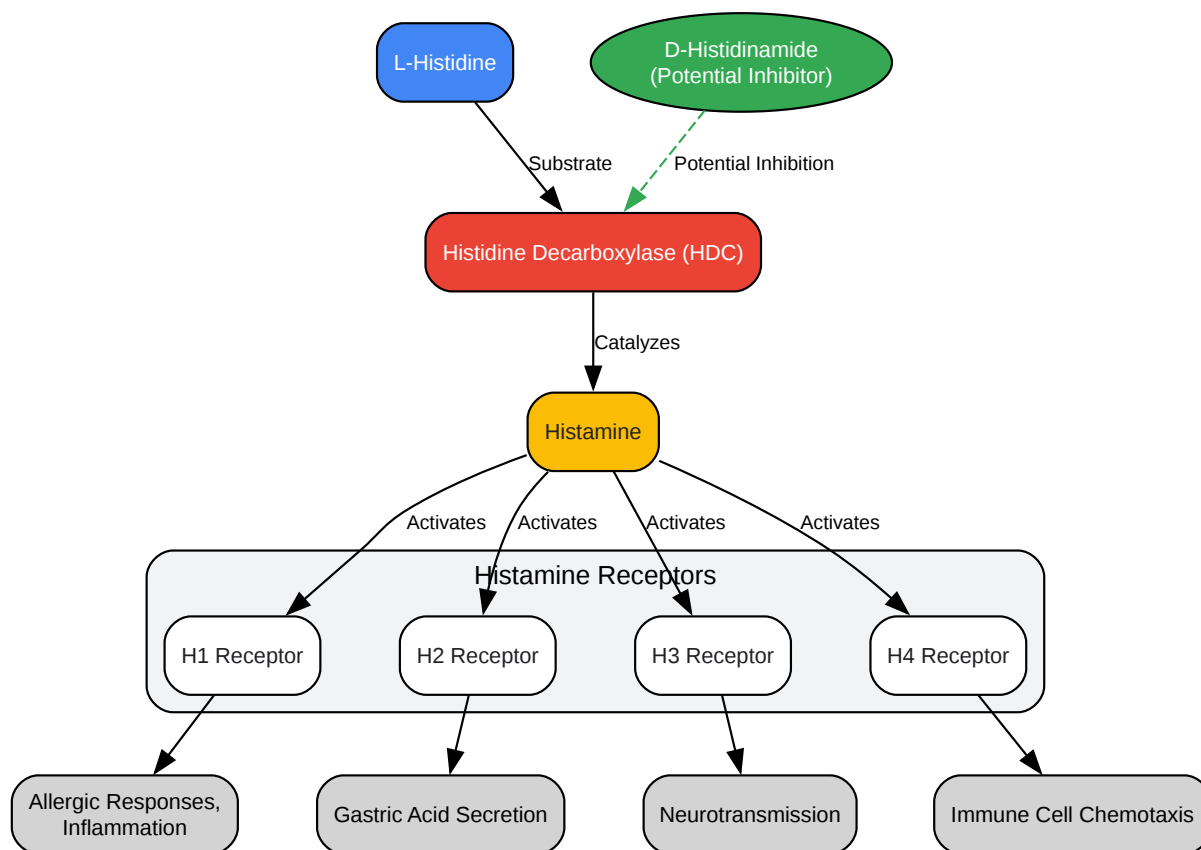 L-Histidine
D-Histidinamide
(Potential Inhibitor)
Substrate
Potential Inhibition
Histidine Decarboxylase (HDC)
Catalyzes
Histamine
Activates
Activates
Activates
Activates
Histamine Receptors
H1 Receptor
H2 Receptor
H3 Receptor
H4 Receptor
Allergic Responses,
Inflammation
Gastric Acid Secretion
Neurotransmission
Immune Cell Chemotaxis